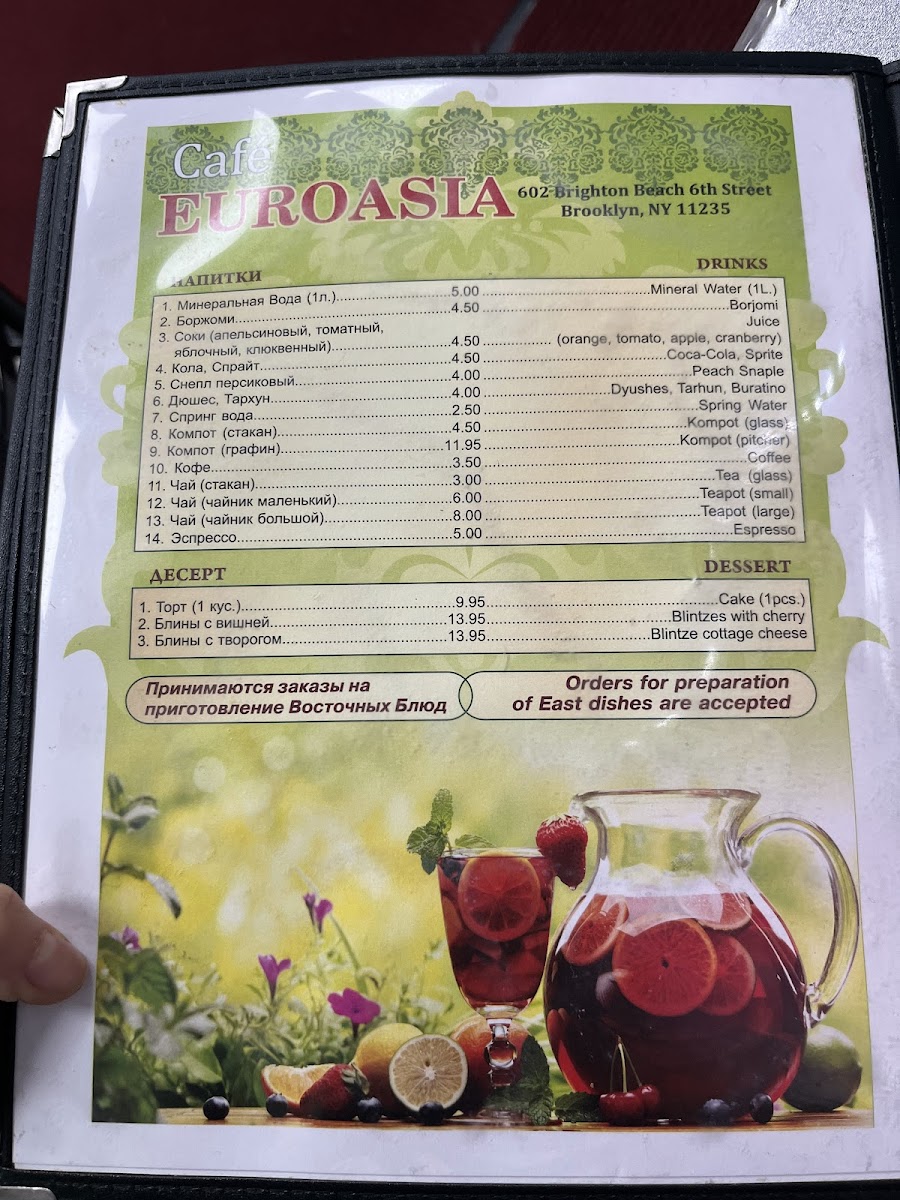 Café
EUROASIA
602 Brighton Beach 6th Street
Brooklyn, NY 11235
НАПИТКИ DRINKS
1. Минеральная Вода (1л.)....................5.00....................Mineral Water (1L.)
2. Боржоми....................4.50....................Borjomi
3. Соки (апельсиновый, томатный, Juice
яблочный, клюквенный)....................4.50....................(orange, tomato, apple, cranberry)
4. Кола, Спрайт....................4.50....................Coca-Cola, Sprite
5. Снепл персиковый....................4.00....................Peach Snaple
6. Дюшес, Тархун....................4.00....................Dyushes, Tarhun, Buratino
7. Спринг вода....................2.50....................Spring Water
8. Компот (стакан)....................4.50....................Kompot (glass)
9. Компот (графин)....................11.95....................Kompot (pitcher)
10. Кофе....................3.50....................Coffee
11. Чай (стакан)....................3.00....................Tea (glass)
12. Чай (чайник маленький)....................6.00....................Teapot (small)
13. Чай (чайник большой)....................8.00....................Teapot (large)
14. Эспрессо....................5.00....................Espresso
ДЕСЕРТ DESSERT
1. Торт (1 кус.)....................9.95....................Cake (1pcs.)
2. Блины с вишней....................13.95....................Blintzes with cherry
3. Блины с творогом....................13.95....................Blintze cottage cheese
Принимаются заказы на
приготовление Восточных Блюд
Orders for preparation
of East dishes are accepted